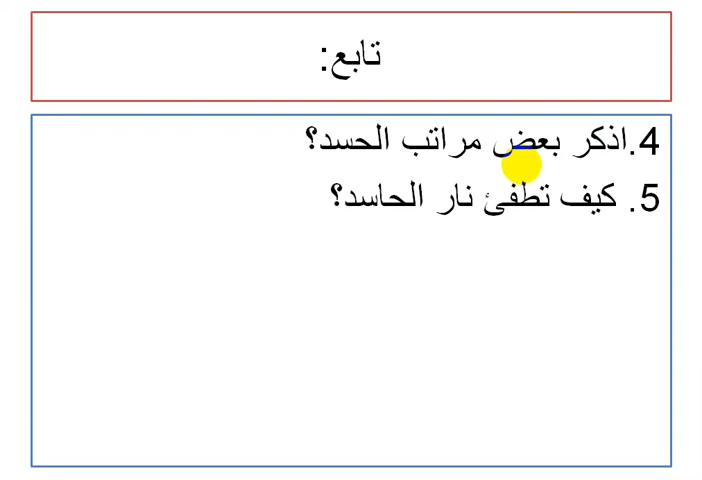 تابع:
4.اذكر بعض مراتب الحسد؟
5. كيف تطفئ نار الحاسد؟